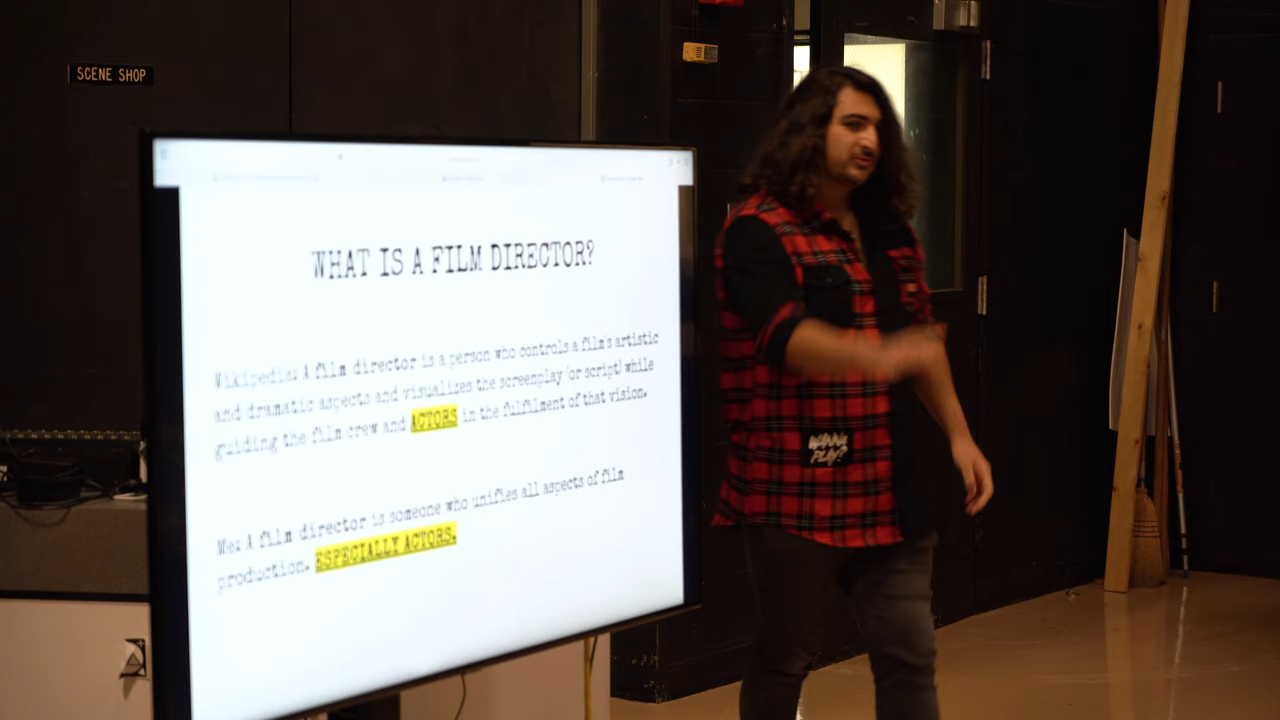 SCENE SHOP
WHAT IS A FILM DIRECTOR?
Wikipedia: A film director is a person who controls a film's artistic
and dramatic aspects and visualizes the screenplay (or script) while
guiding the film crew and ACTORS in the fulfilment of that vision.
Me: A film director is someone who unifies all aspects of film
production. ESPECIALLY ACTORS.
WANNA
PLAY?